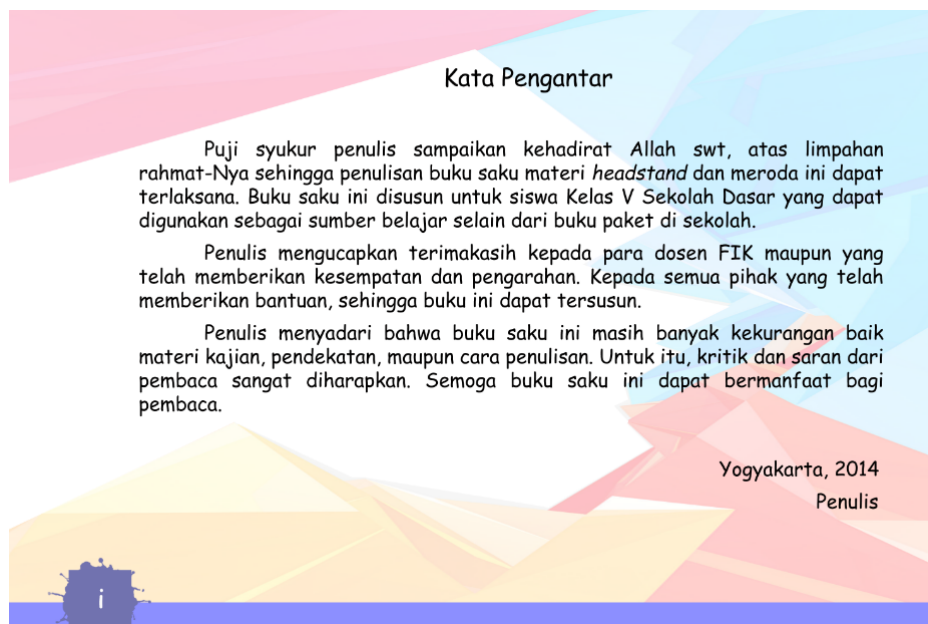 Kata Pengantar
Puji syukur penulis sampaikan kehadirat Allah swt, atas limpahan
rahmat-Nya sehingga penulisan buku saku materi headstand dan meroda ini dapat
terlaksana. Buku saku ini disusun untuk siswa Kelas V Sekolah Dasar yang dapat
digunakan sebagai sumber belajar selain dari buku paket di sekolah.
Penulis mengucapkan terimakasih kepada para dosen FIK maupun yang
telah memberikan kesempatan dan pengarahan. Kepada semua pihak yang telah
memberikan bantuan, sehingga buku ini dapat tersusun.
Penulis menyadari bahwa buku saku ini masih banyak kekurangan baik
materi kajian, pendekatan, maupun cara penulisan. Untuk itu, kritik dan saran dari
pembaca sangat diharapkan. Semoga buku saku ini dapat bermanfaat bagi
pembaca.
Yogyakarta, 2014
Penulis
i